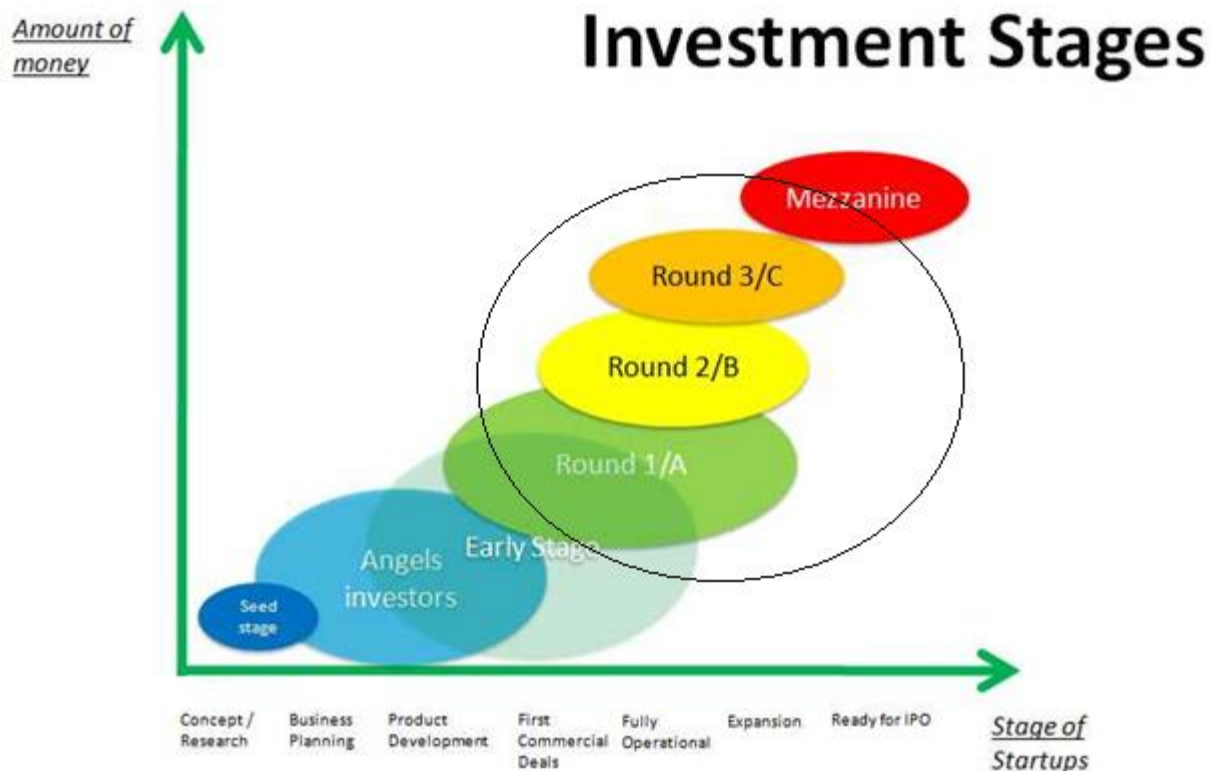 Amount of
money
Investment Stages
Mezzanine
Round 3/C
Round 2/B
Round 1/A
Early Stage
Angels
investors
Seed
stage
Concept /
Research
Business
Planning
Product
Development
First
Commercial
Deals
Fully
Operational
Expansion
Ready for IPO
Stage of
Startups